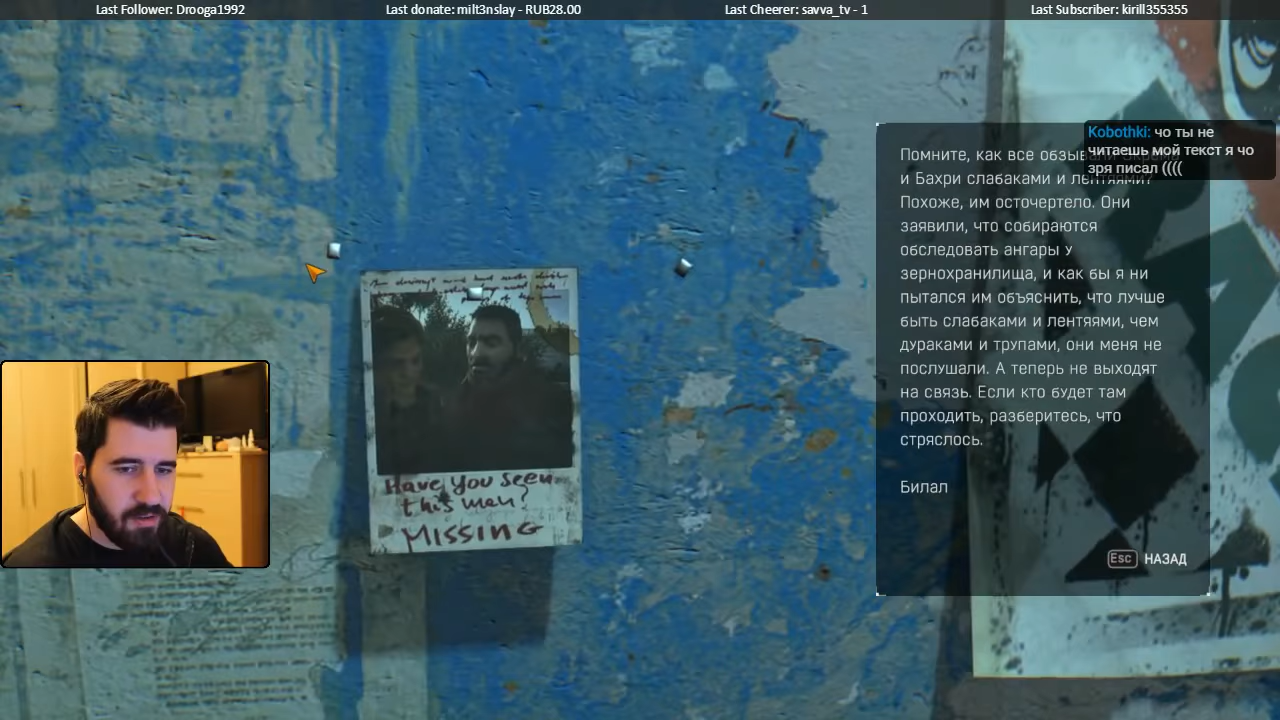 Last Follower: Drooga1992
Last donate: milt3nslay - RUB28.00
Last Cheerer: savva_tv - 1
Last Subscriber: kirill355355
Kobothki: чо ты не
читаешь мой текст я чо
зря писал ((((
Помните, как все обзывали Экрема
и Бахри слабаками и лентяями?
Похоже, им осточертело. Они
заявили, что собираются
обследовать ангары у
зернохранилища, и как бы я ни
пытался им объяснить, что лучше
быть слабаками и лентяями, чем
дураками и трупами, они меня не
послушали. А теперь не выходят
на связь. Если кто будет там
проходить, разберитесь, что
стряслось.
Билал
Esc НАЗАД
Have you seen
this man?
MISSING